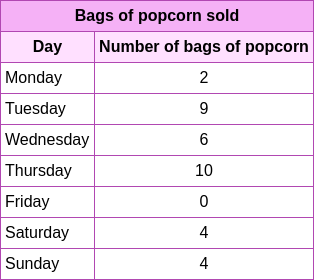 Bags of popcorn sold
Day Number of bags of popcorn
Monday 2
Tuesday 9
Wednesday 6
Thursday 10
Friday 0
Saturday 4
Sunday 4